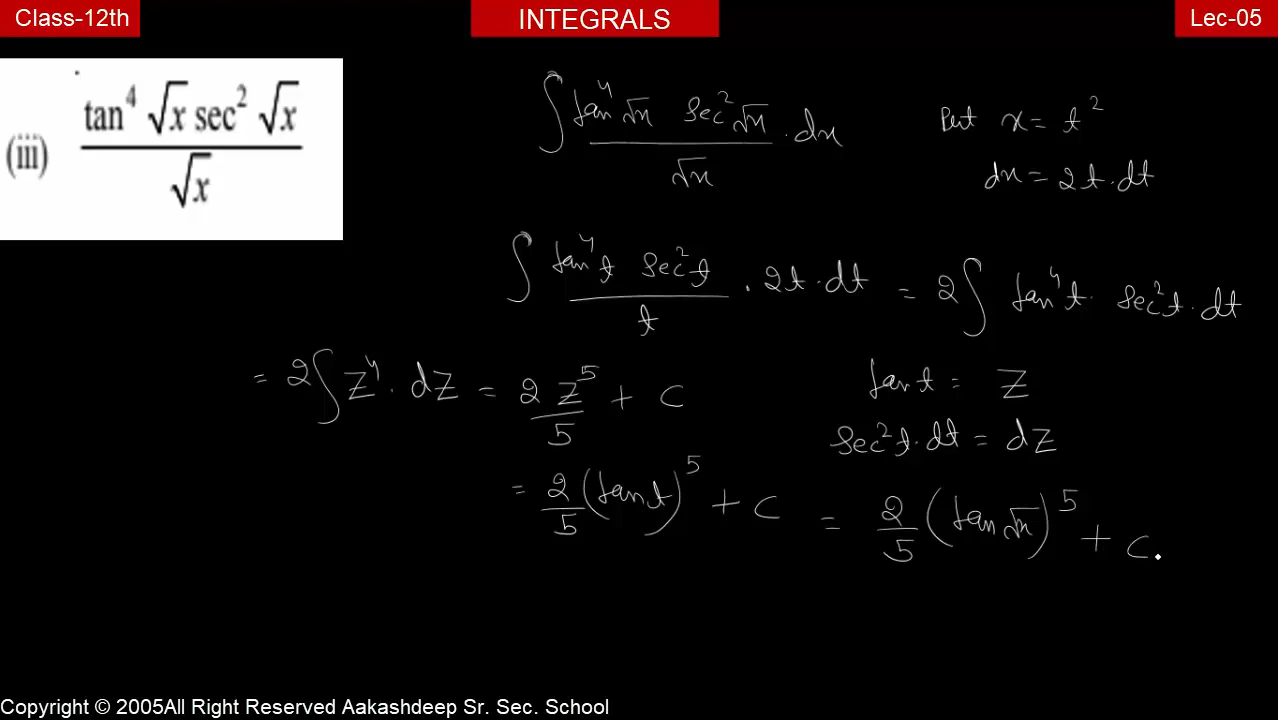 Class-12th
INTEGRALS
Lec-05
(iii) tan⁴ √x sec² √x / √x
∫ tan⁴ √x sec² √x / √x · dx
Put x = t²
dx = 2t · dt
∫ tan⁴t sec²t / t · 2t · dt = 2 ∫ tan⁴t · sec²t · dt
= 2 ∫ z⁴ · dz = 2 z⁵ / 5 + c
tan t = z
sec²t · dt = dz
= 2/5 (tan t)⁵ + c = 2/5 (tan √x)⁵ + c.
Copyright © 2005All Right Reserved Aakashdeep Sr. Sec. School